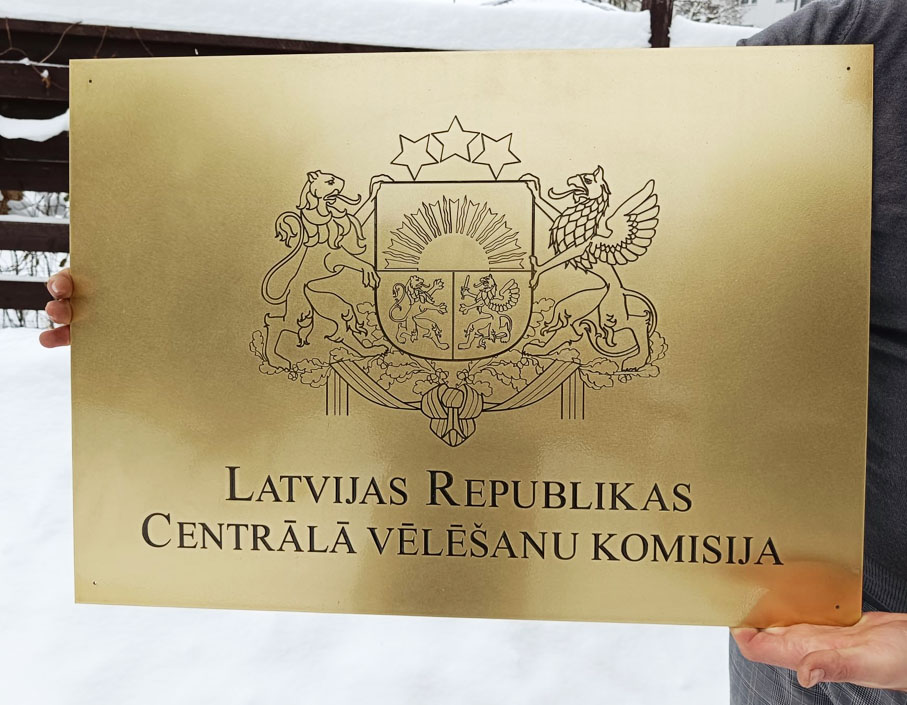 LATVIJAS REPUBLIKAS
CENTRĀLĀ VĒLĒŠANU KOMISIJA